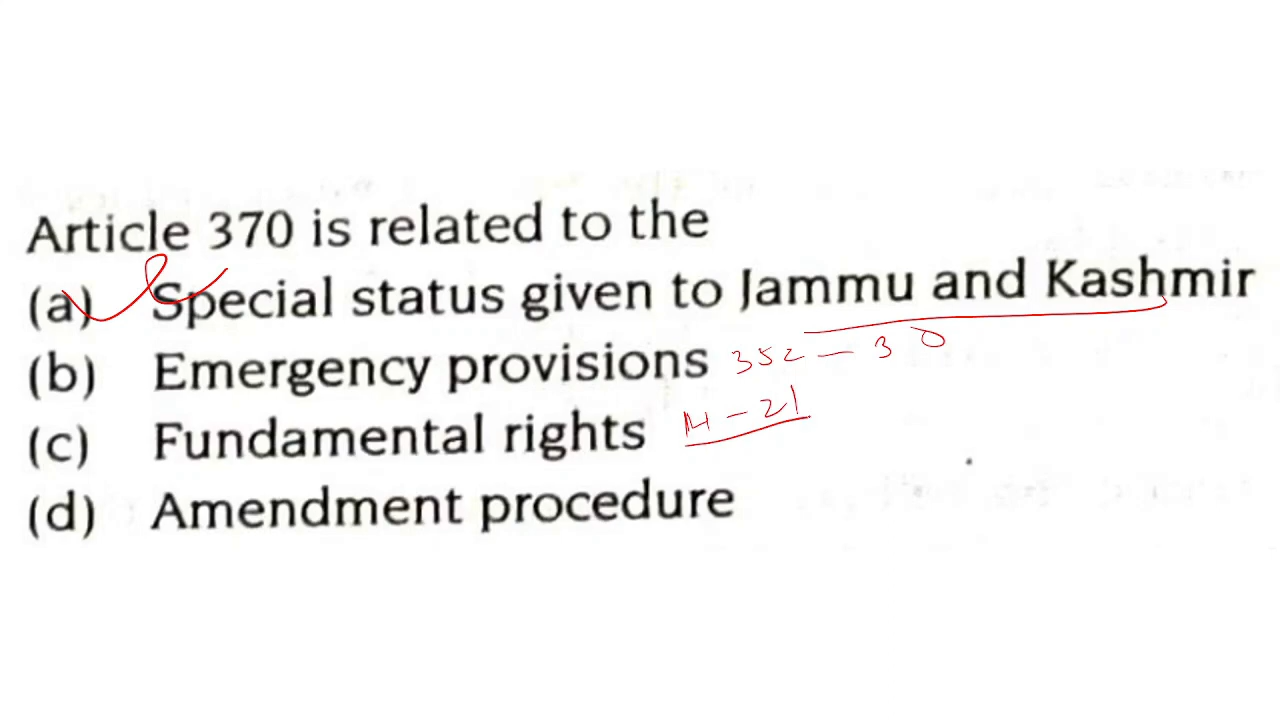 Article 370 is related to the
(a) Special status given to Jammu and Kashmir
(b) Emergency provisions 352 - 30
(c) Fundamental rights 14 - 21
(d) Amendment procedure